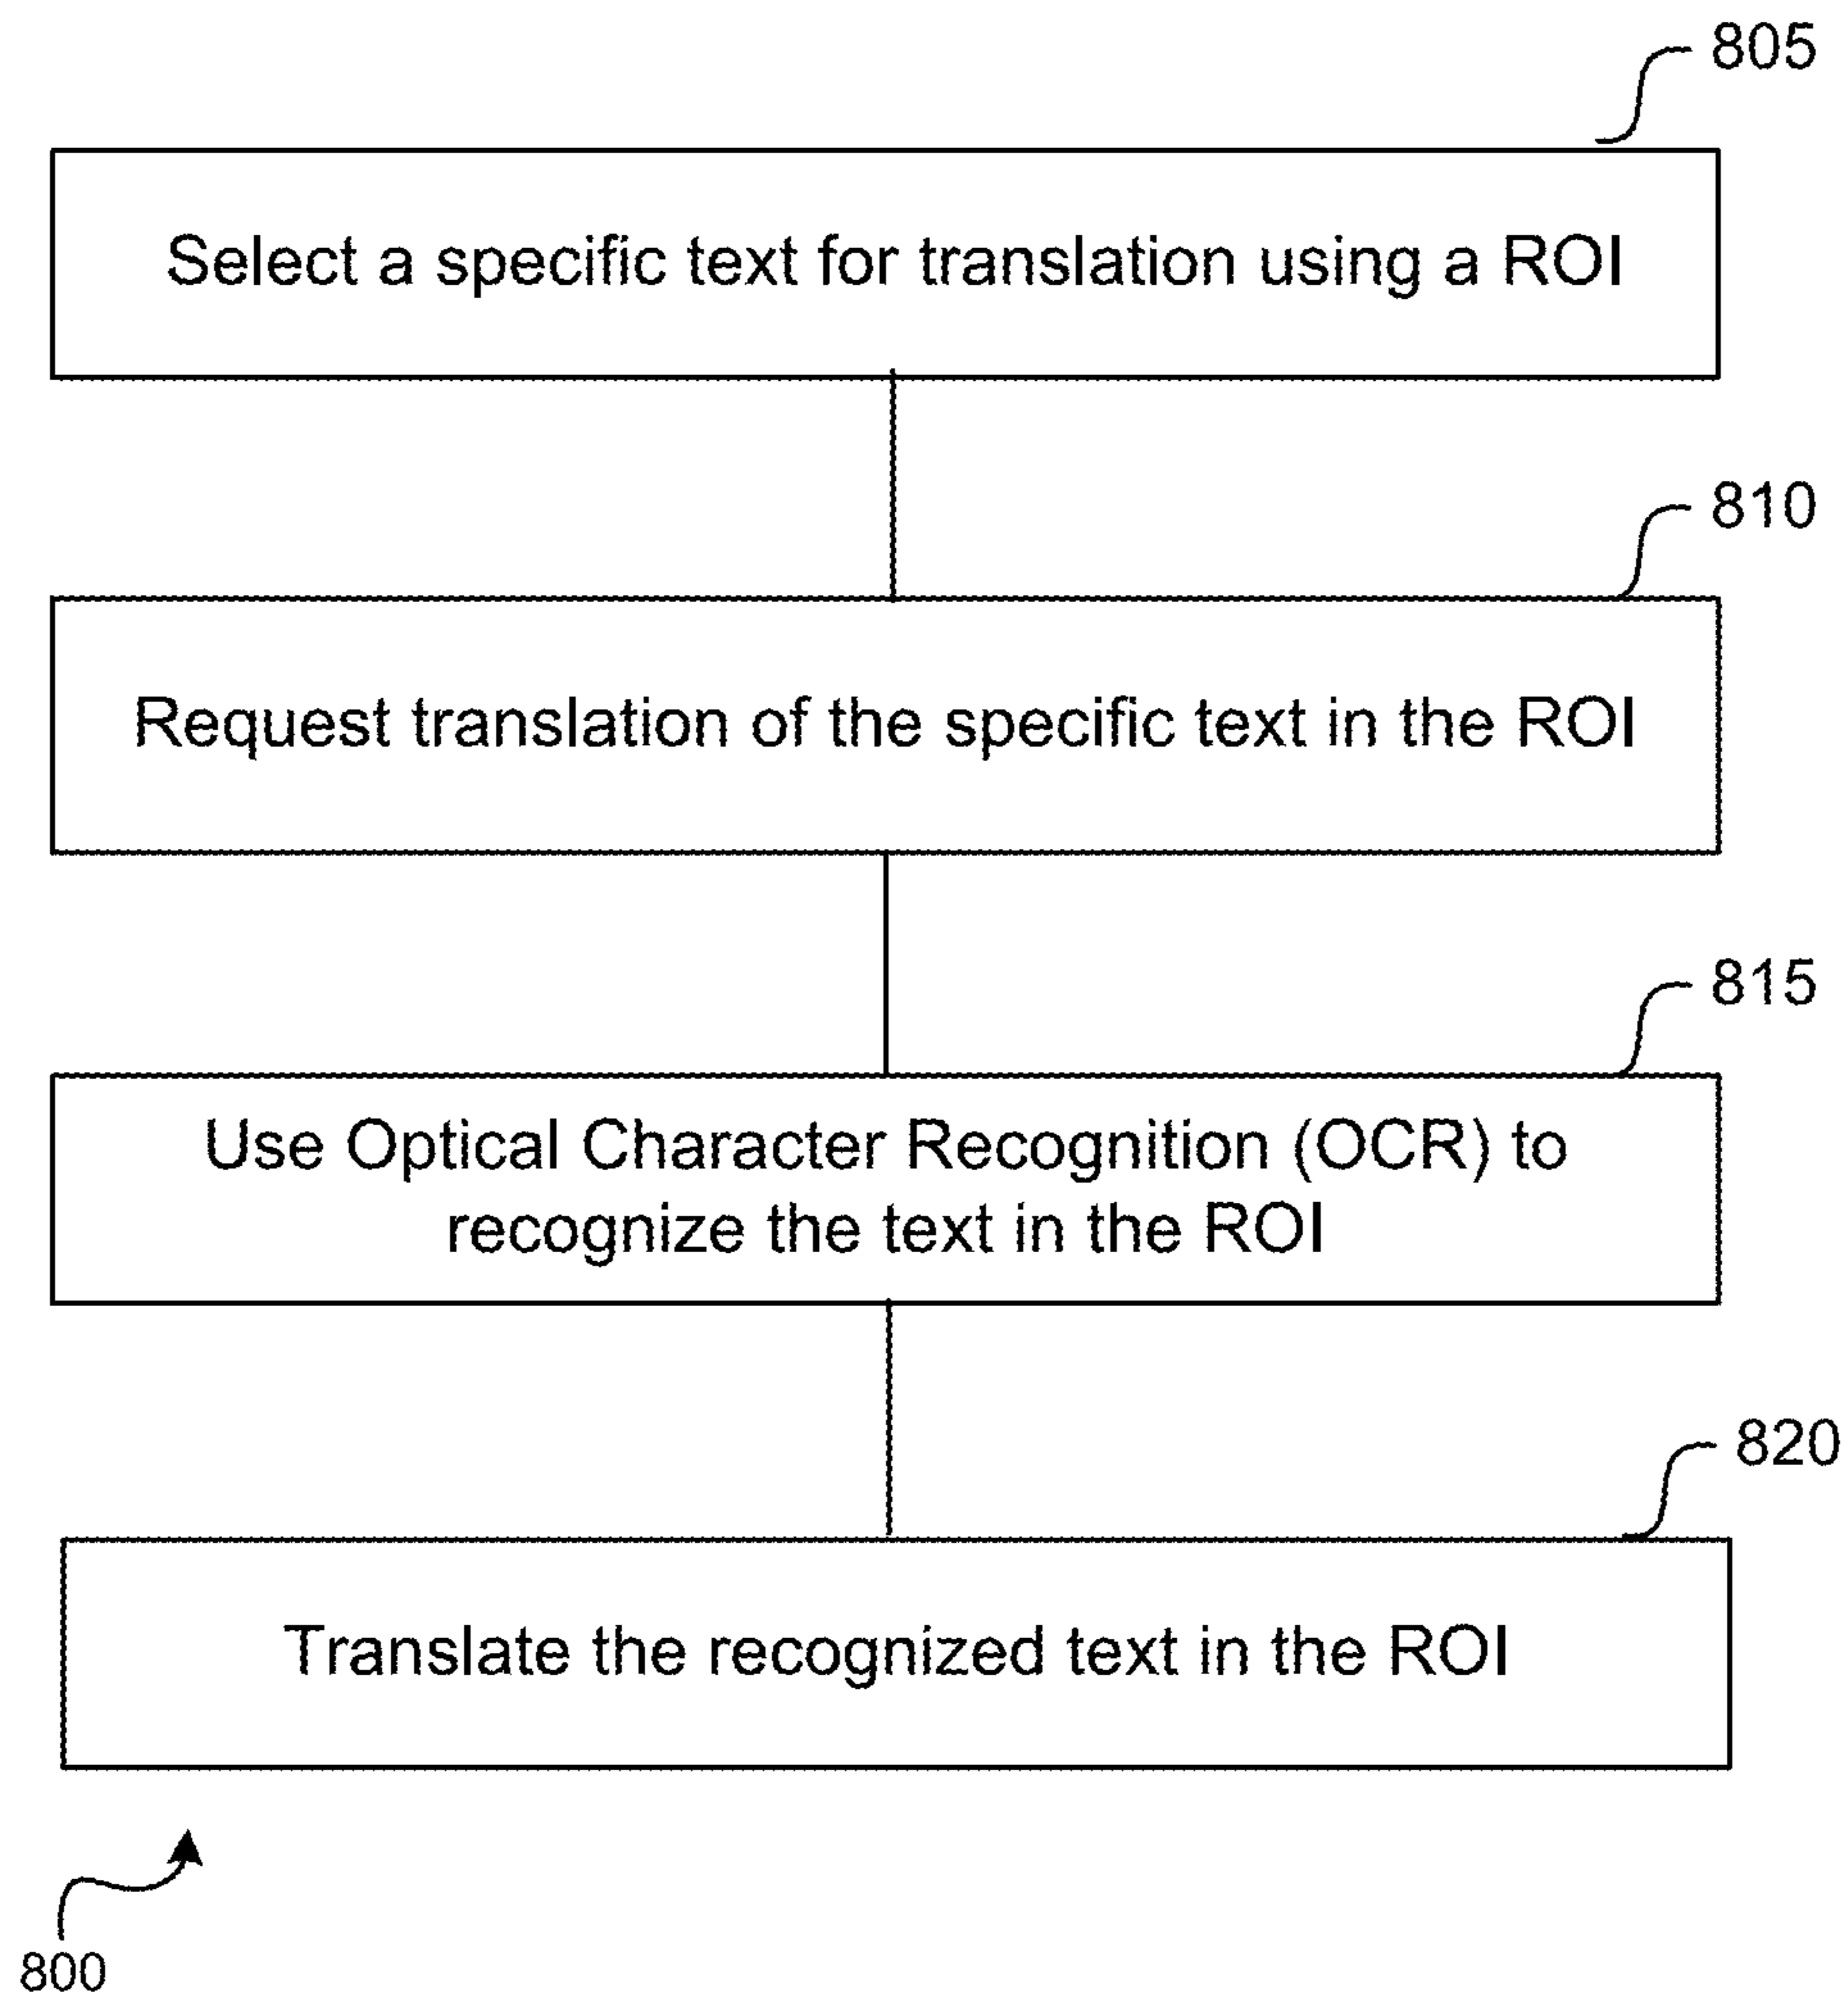 805
Select a specific text for translation using a ROI
810
Request translation of the specific text in the ROI
815
Use Optical Character Recognition (OCR) to
recognize the text in the ROI
820
Translate the recognized text in the ROI
800